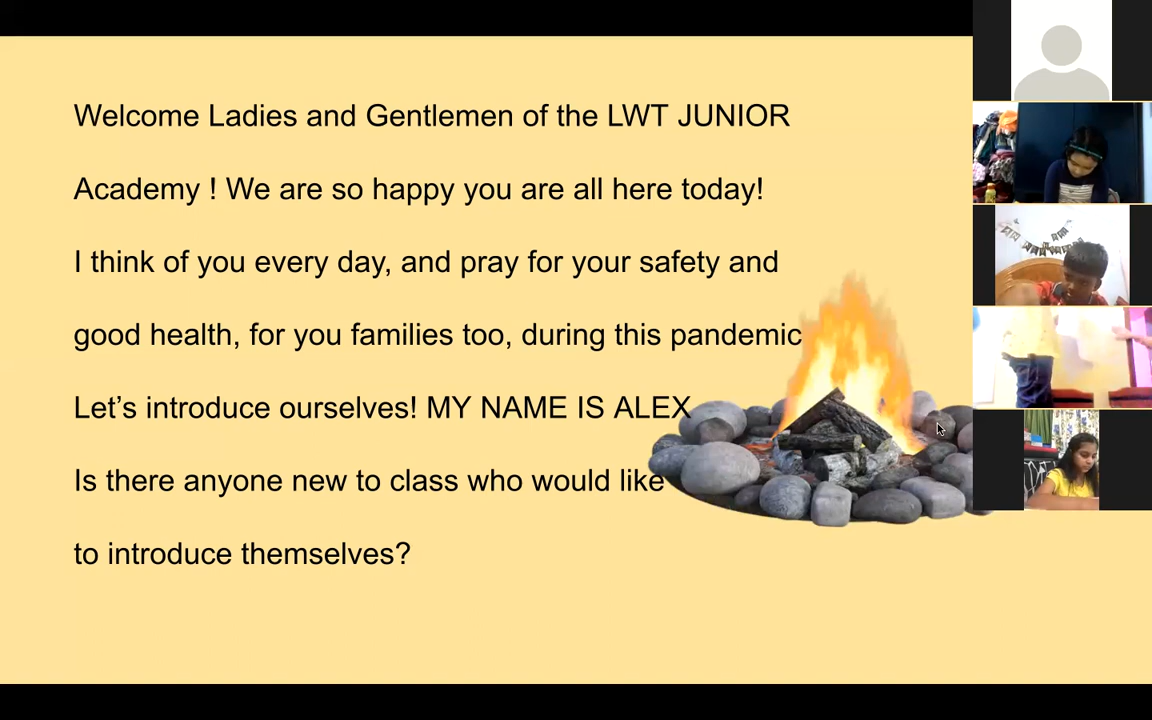 Welcome Ladies and Gentlemen of the LWT JUNIOR
Academy ! We are so happy you are all here today!
I think of you every day, and pray for your safety and
good health, for you families too, during this pandemic
Let's introduce ourselves! MY NAME IS ALEX
Is there anyone new to class who would like
to introduce themselves?